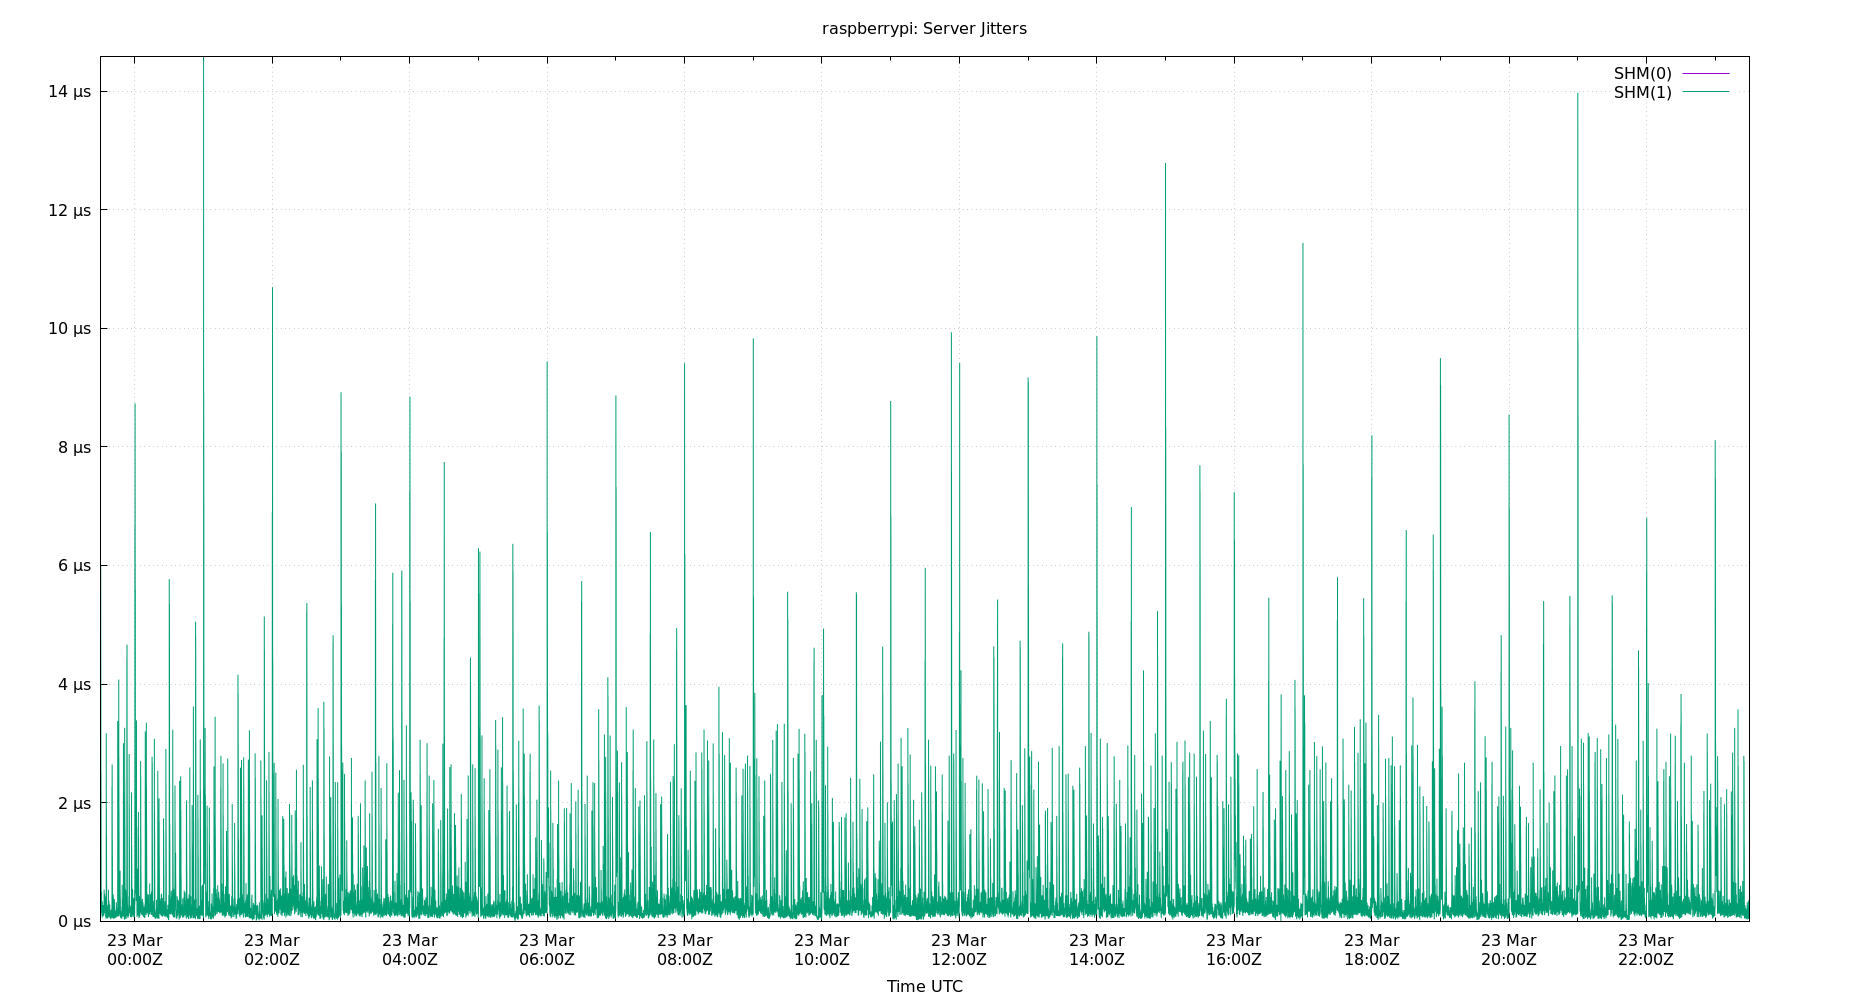 raspberrypi: Server Jitters
SHM(0)
SHM(1)
14 µs
12 µs
10 µs
8 µs
6 µs
4 µs
2 µs
0 µs
23 Mar 23 Mar 23 Mar 23 Mar 23 Mar 23 Mar 23 Mar 23 Mar 23 Mar 23 Mar 23 Mar 23 Mar
00:00Z 02:00Z 04:00Z 06:00Z 08:00Z 10:00Z 12:00Z 14:00Z 16:00Z 18:00Z 20:00Z 22:00Z
Time UTC